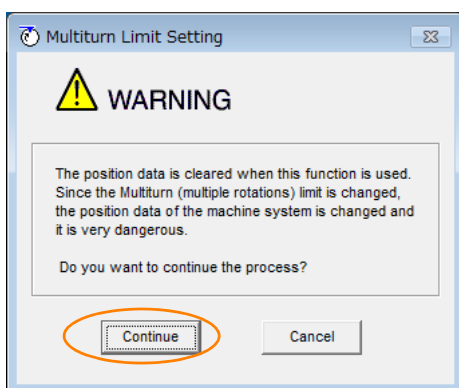 Multiturn Limit Setting
WARNING
The position data is cleared when this function is used.
Since the Multiturn (multiple rotations) limit is changed,
the position data of the machine system is changed and
it is very dangerous.
Do you want to continue the process?
Continue Cancel